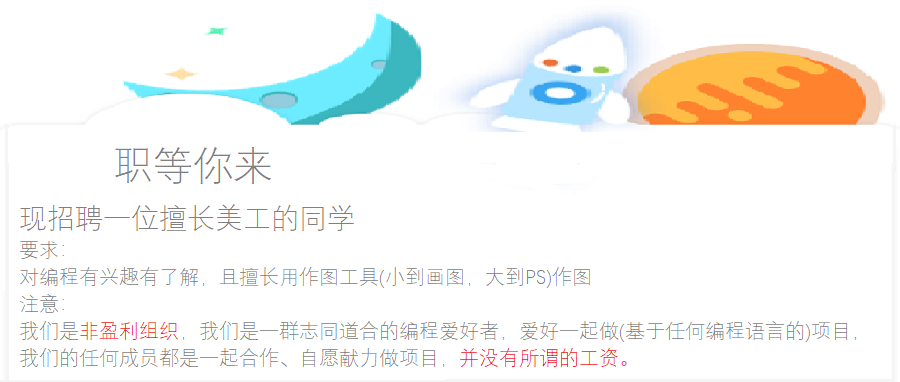 职等你来
现招聘一位擅长美工的同学
要求:
对编程有兴趣有了解，且擅长用作图工具(小到画图，大到PS)作图
注意:
我们是非盈利组织，我们是一群志同道合的编程爱好者，爱好一起做(基于任何编程语言的)项目，
我们的任何成员都是一起合作、自愿献力做项目，并没有所谓的工资。